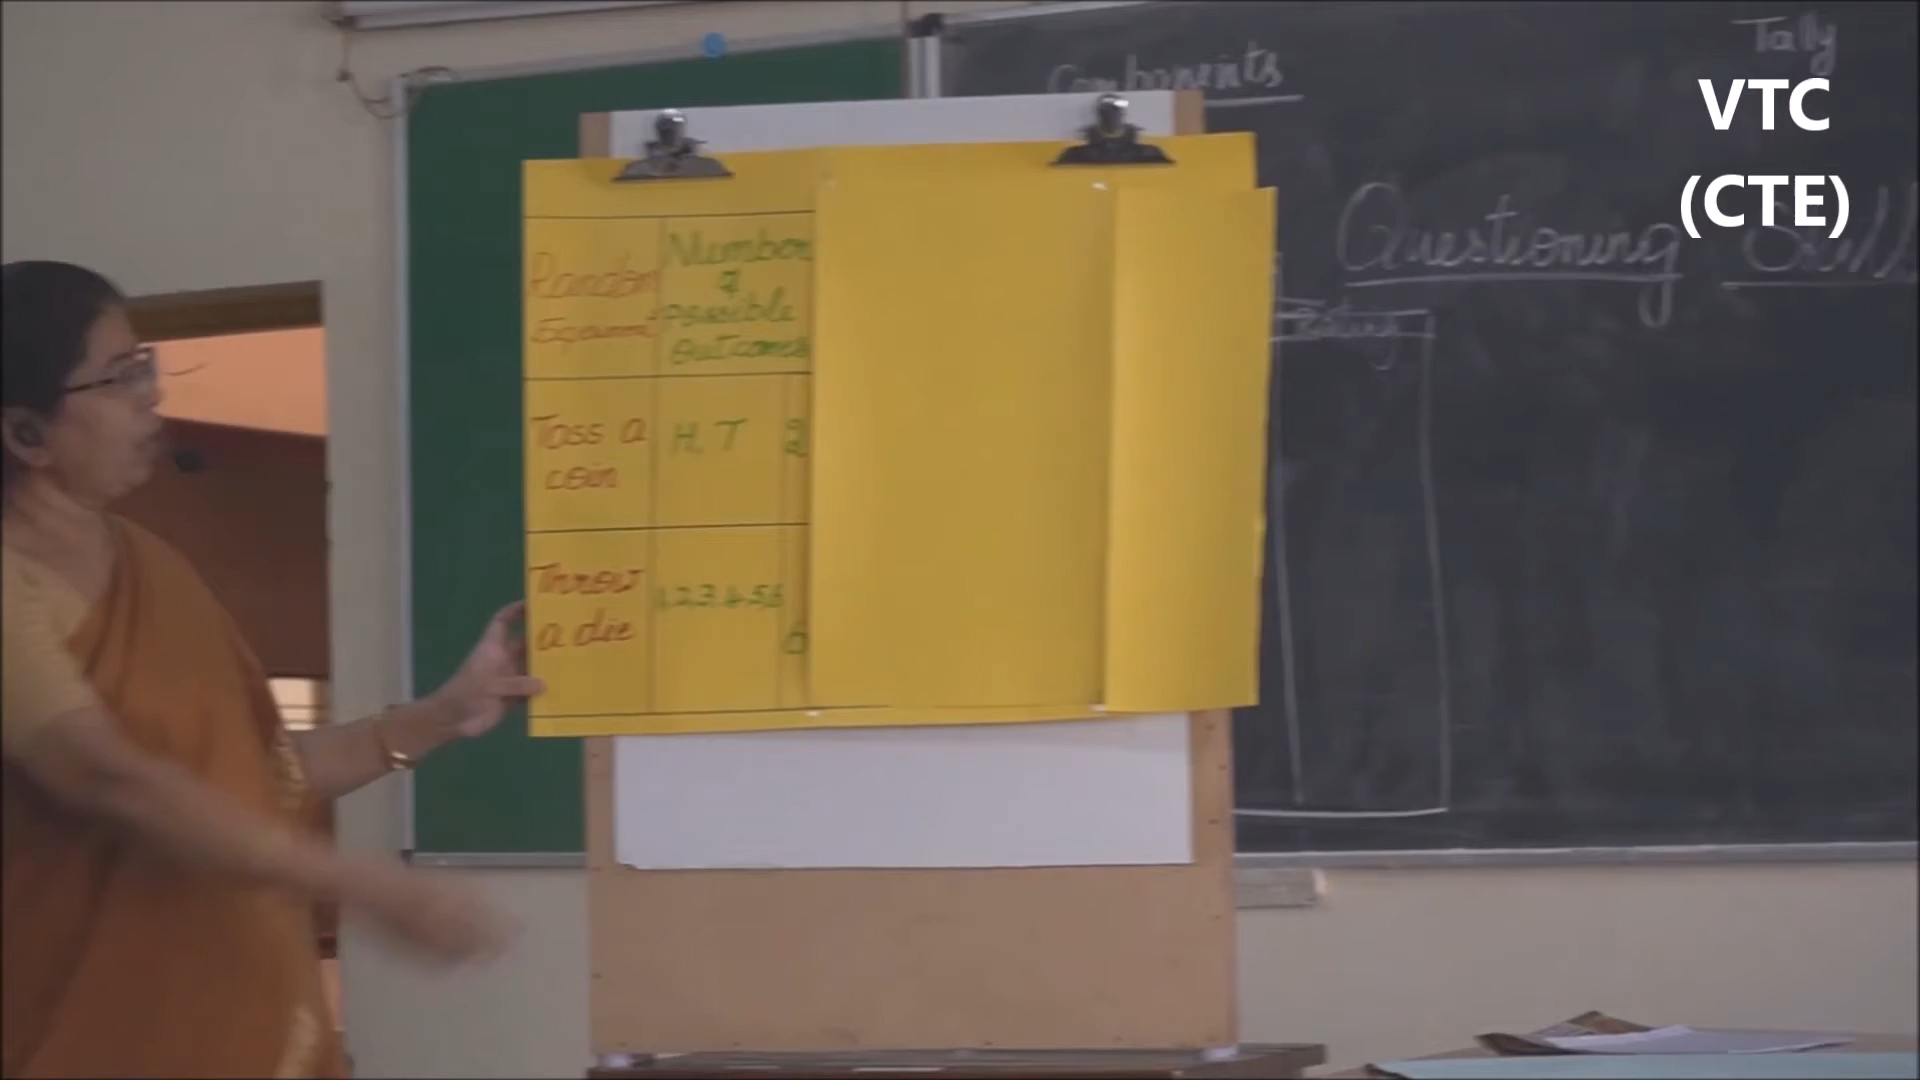 Tally
Components
VTC
(CTE)
Questioning Skill
Random
Number
of
possible
outcomes
Toss a
coin
H, T
2
Throw
a die
1,2,3,4,5,6
6